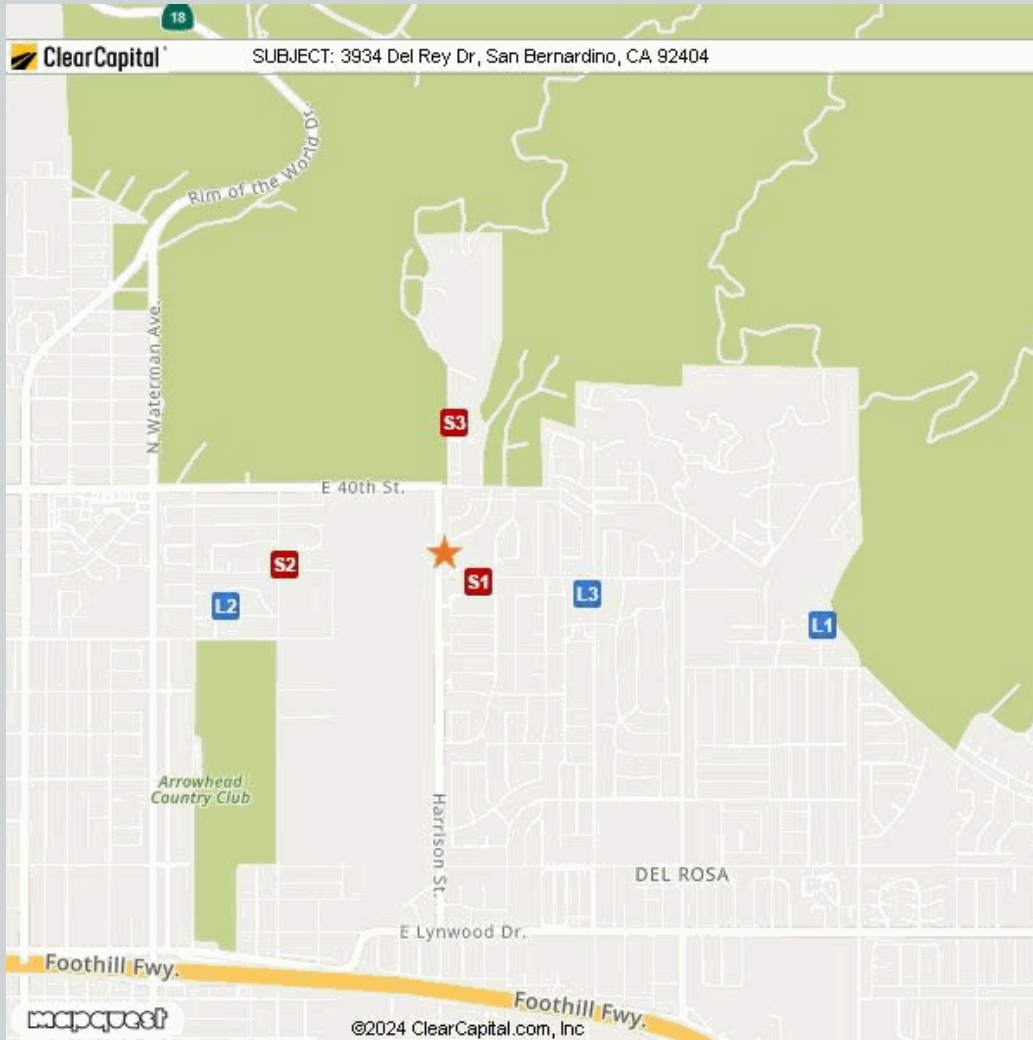 18
ClearCapital
SUBJECT: 3934 Del Rey Dr, San Bernardino, CA 92404
Rim of the World Dr.
N Waterman Ave.
S3
E 40th St.
S2
S1
L2
L3
L1
Arrowhead
Country Club
Harrison St.
DEL ROSA
E Lynwood Dr.
Foothill Fwy.
Foothill Fwy.
mapquest
©2024 ClearCapital.com, Inc